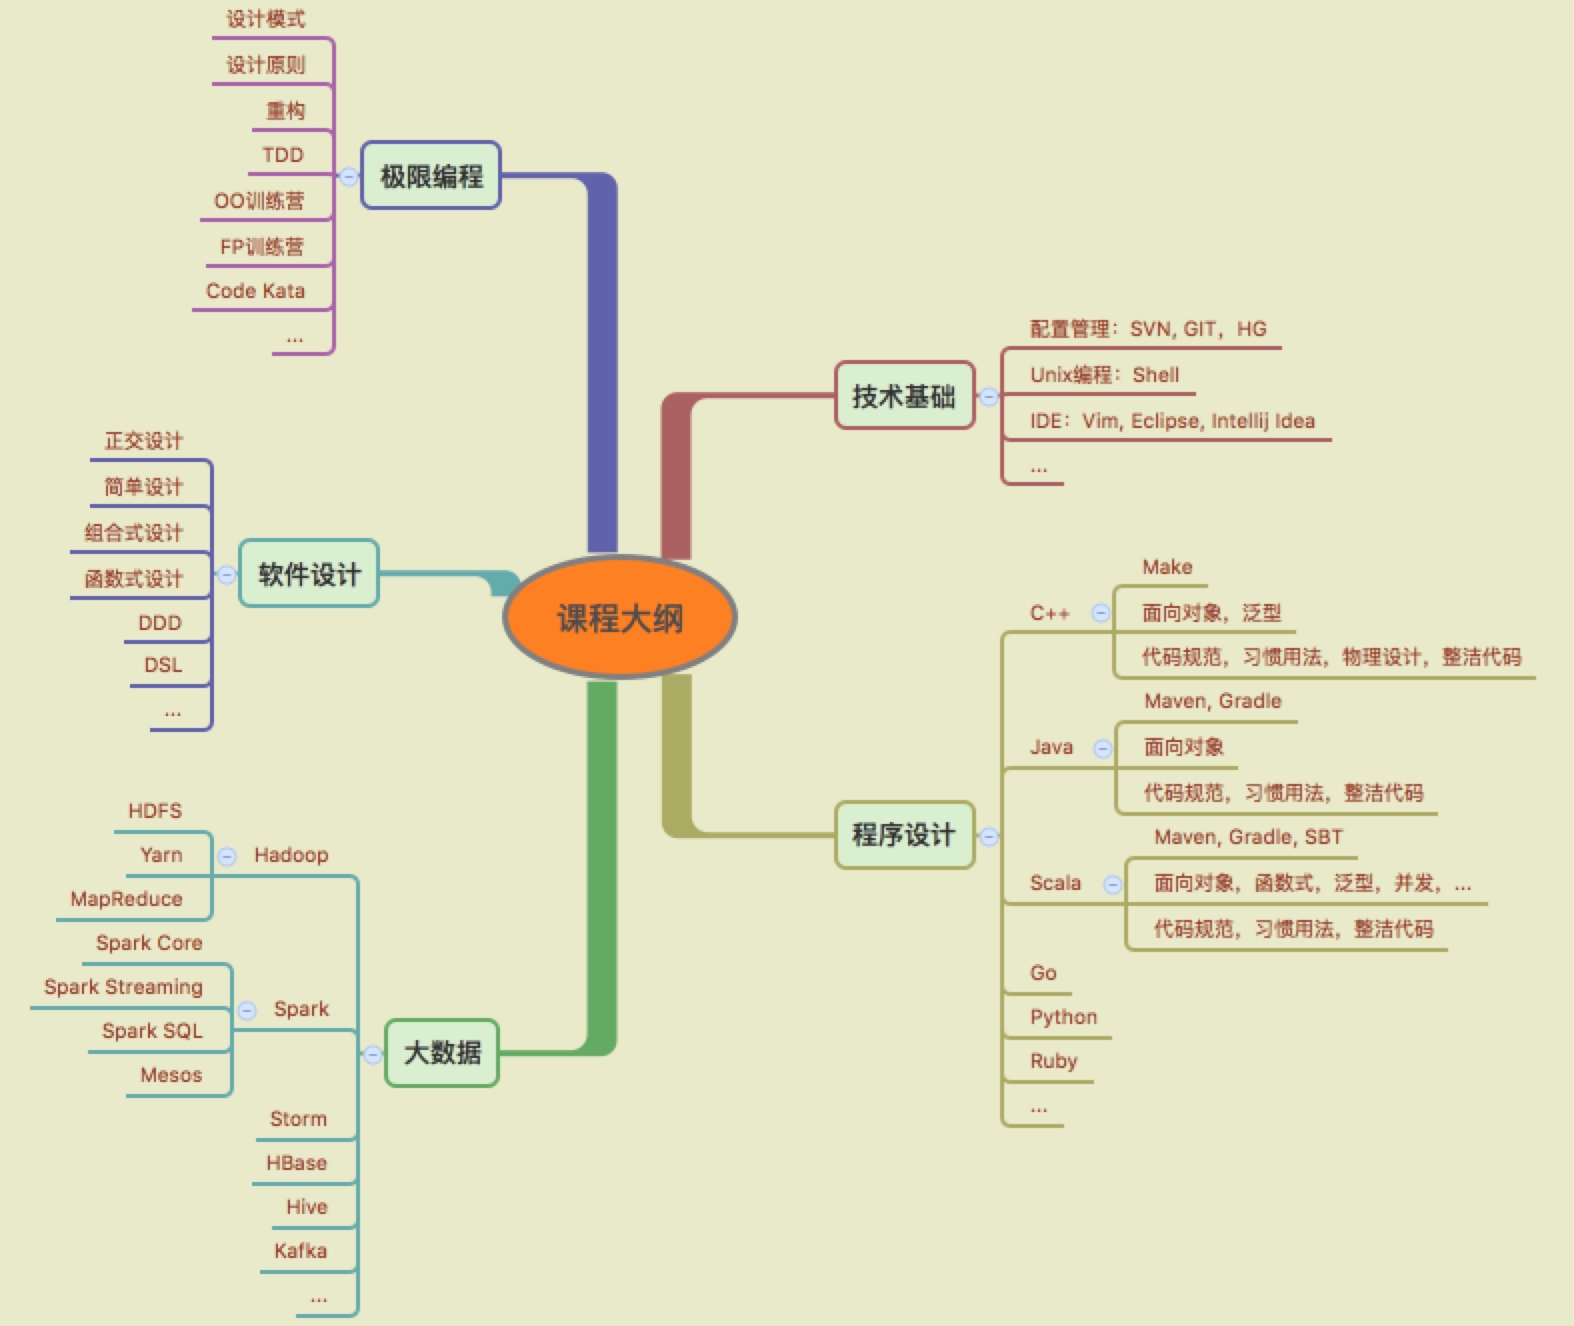 课程大纲
技术基础
配置管理：SVN, GIT，HG
Unix编程：Shell
IDE：Vim, Eclipse, Intellij Idea
...
程序设计
C++
Make
面向对象，泛型
代码规范，习惯用法，物理设计，整洁代码
Java
Maven, Gradle
面向对象
代码规范，习惯用法，整洁代码
Scala
Maven, Gradle, SBT
面向对象，函数式，泛型，并发，...
代码规范，习惯用法，整洁代码
Go
Python
Ruby
...
极限编程
设计模式
设计原则
重构
TDD
OO训练营
FP训练营
Code Kata
...
软件设计
正交设计
简单设计
组合式设计
函数式设计
DDD
DSL
...
大数据
Hadoop
HDFS
Yarn
MapReduce
Spark
Spark Core
Spark Streaming
Spark SQL
Mesos
Storm
HBase
Hive
Kafka
...